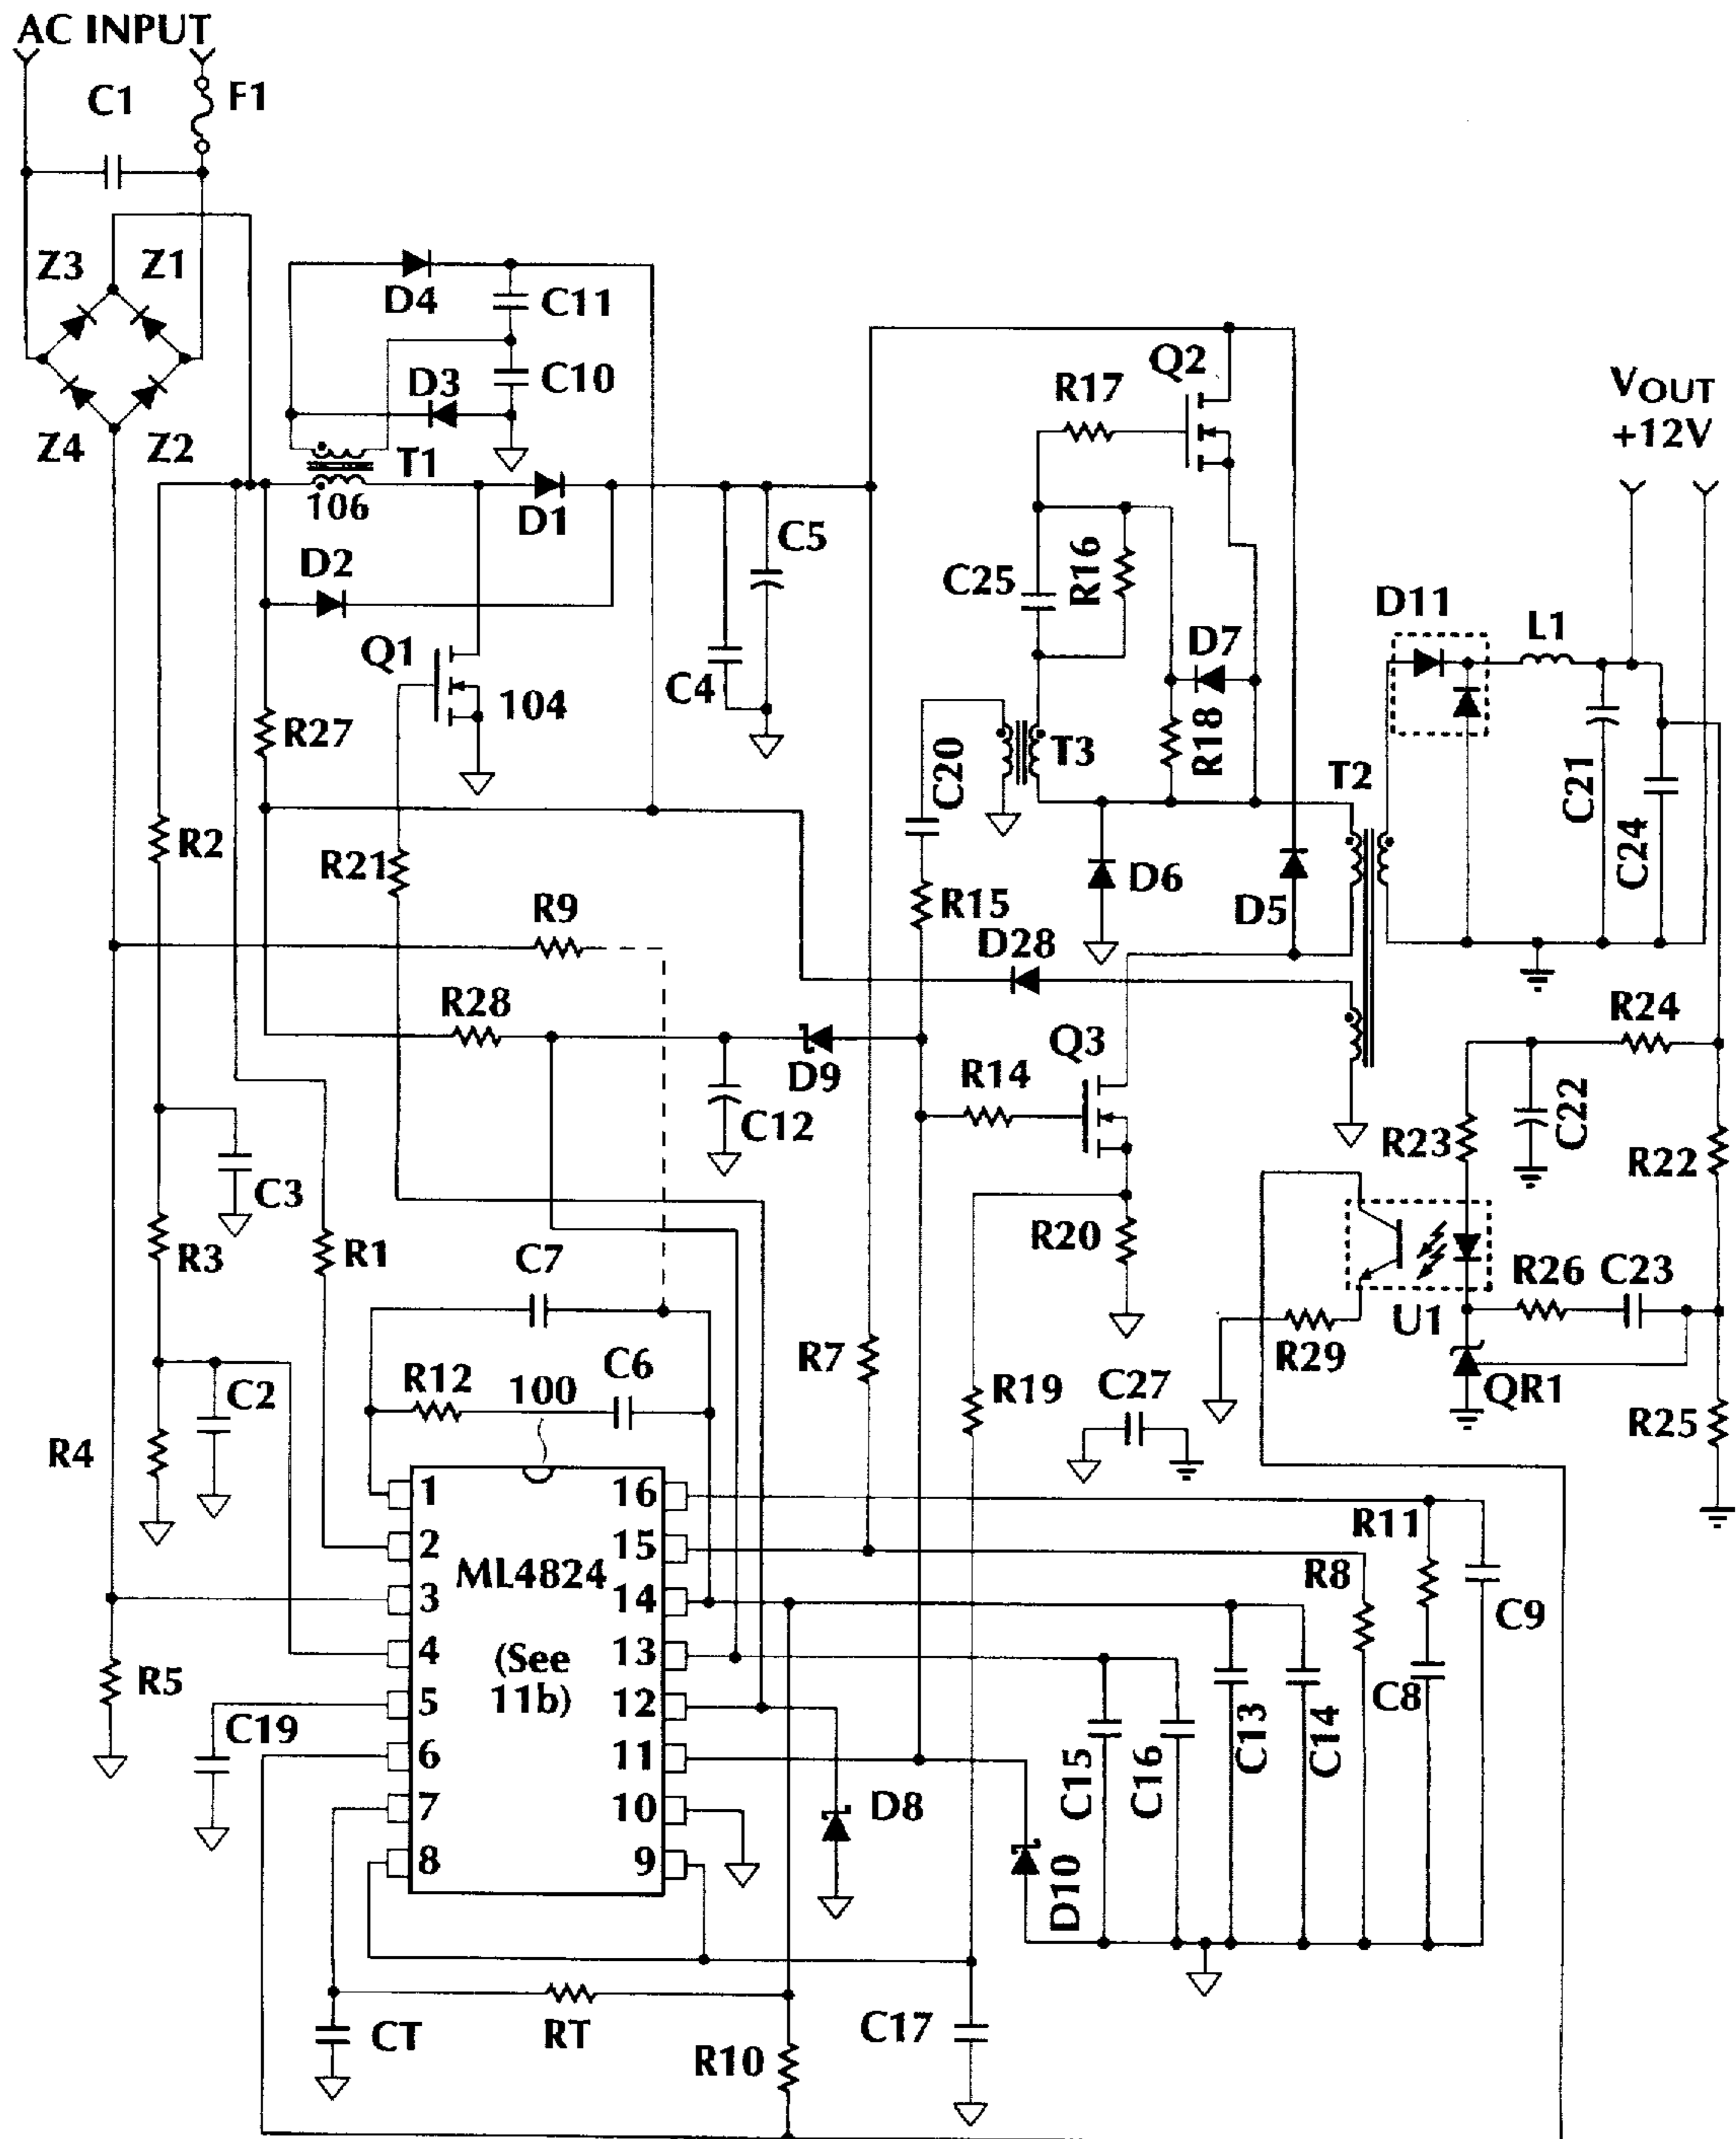 AC INPUT
C1
F1
Z3
Z1
D4
C11
D3
C10
Z4
Z2
T1
106
D1
Q2
R17
VOUT
+12V
C5
D2
C25
R16
D11
L1
Q1
104
C4
D7
R27
C20
T3
R18
T2
C21
C24
R2
R21
D6
R15
D5
R9
D28
R28
R24
Q3
D9
R14
C12
C22
R23
R22
C3
R3
R1
R20
C7
R26
C23
U1
R29
R7
R12
100
C6
C2
R19
C27
QR1
R25
R4
1
16
R11
2
15
ML4824
R8
3
14
C9
4
13
(See
11b)
R5
5
12
C8
C19
6
11
C15
C16
C13
C14
7
10
D8
8
9
D10
CT
RT
C17
R10